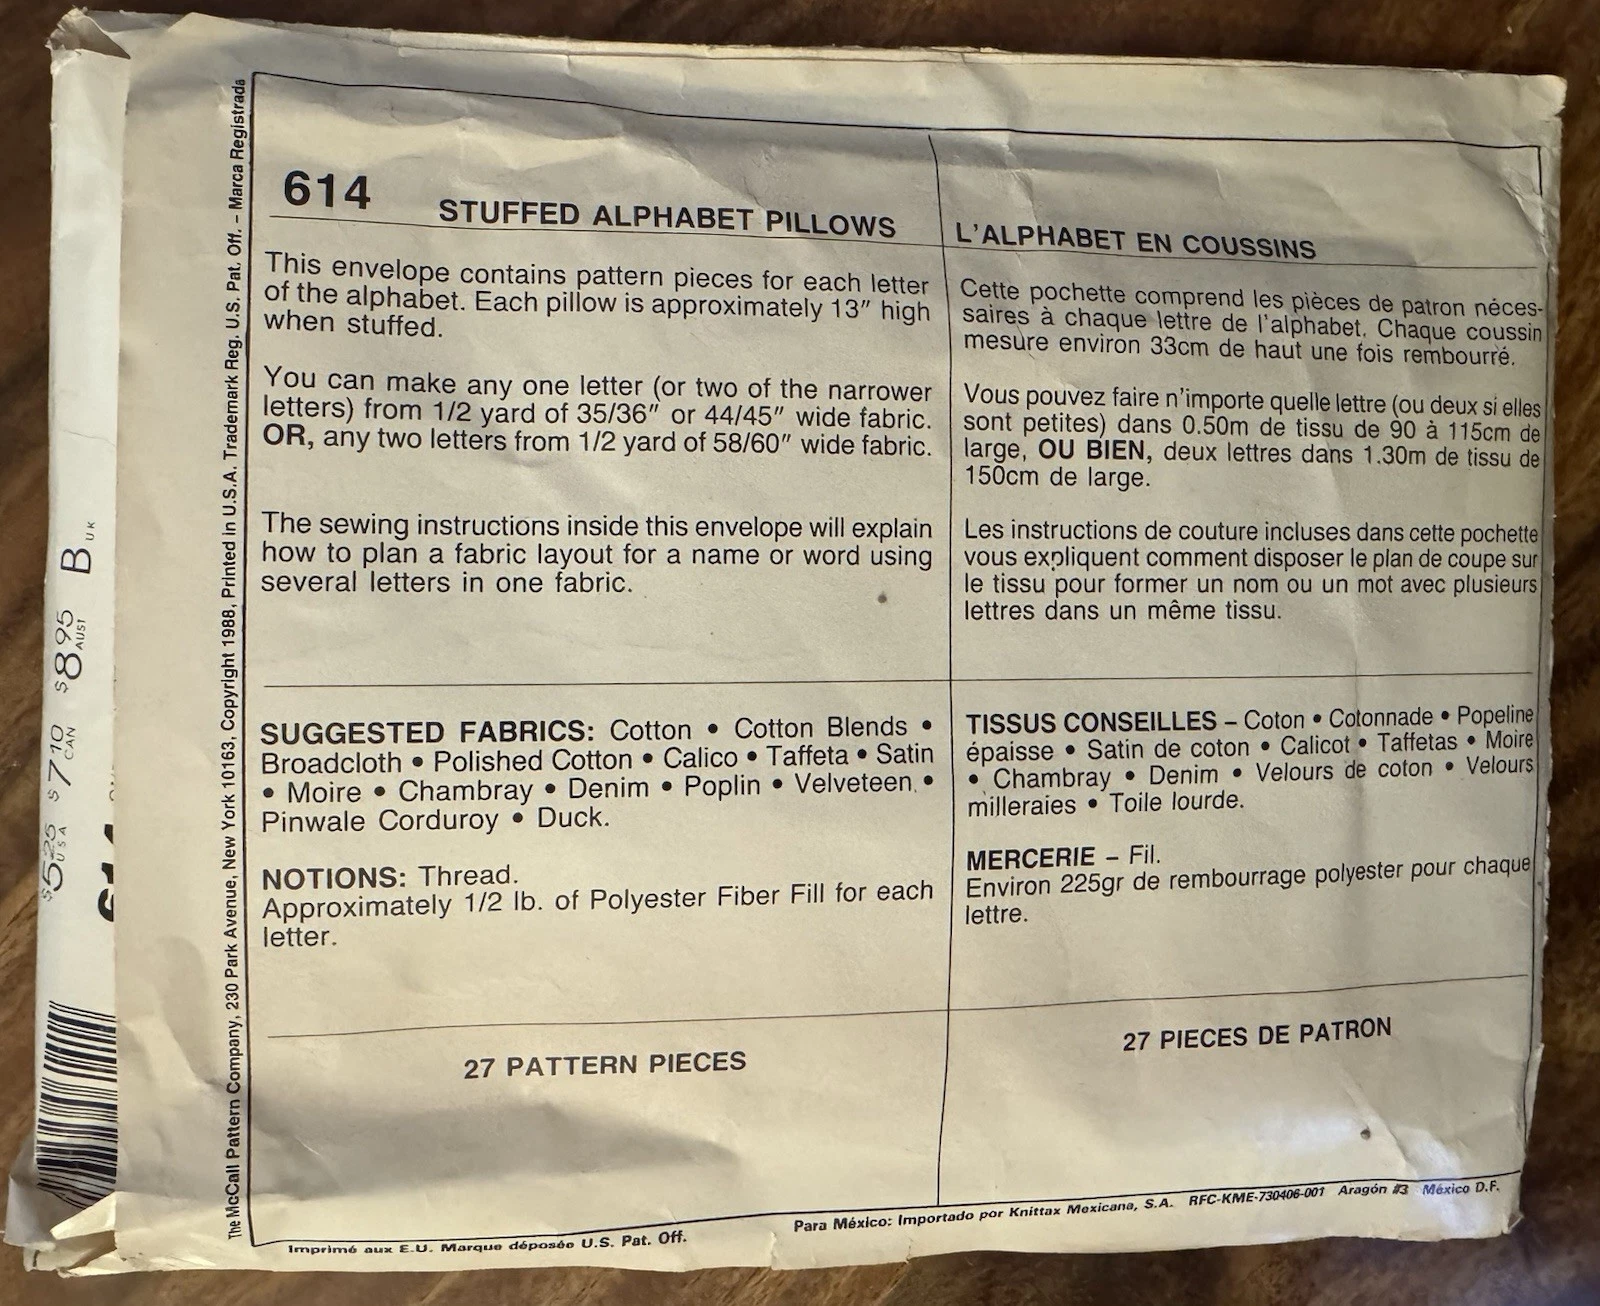 The McCall Pattern Company, 230 Park Avenue, New York 10163, Copyright 1988, Printed in U.S.A. Trademark Reg. U.S. Pat. Off. – Marca Registrada
$5.25 USA $7.10 CAN $8.95 AUST B UK
614
614 STUFFED ALPHABET PILLOWS
This envelope contains pattern pieces for each letter
of the alphabet. Each pillow is approximately 13″ high
when stuffed.
You can make any one letter (or two of the narrower
letters) from 1/2 yard of 35/36″ or 44/45″ wide fabric.
OR, any two letters from 1/2 yard of 58/60″ wide fabric.
The sewing instructions inside this envelope will explain
how to plan a fabric layout for a name or word using
several letters in one fabric.
SUGGESTED FABRICS: Cotton • Cotton Blends •
Broadcloth • Polished Cotton • Calico • Taffeta • Satin
• Moire • Chambray • Denim • Poplin • Velveteen •
Pinwale Corduroy • Duck.
NOTIONS: Thread.
Approximately 1/2 lb. of Polyester Fiber Fill for each
letter.
27 PATTERN PIECES
L'ALPHABET EN COUSSINS
Cette pochette comprend les pièces de patron néces-
saires à chaque lettre de l'alphabet. Chaque coussin
mesure environ 33cm de haut une fois rembourré.
Vous pouvez faire n'importe quelle lettre (ou deux si elles
sont petites) dans 0.50m de tissu de 90 à 115cm de
large, OU BIEN, deux lettres dans 1.30m de tissu de
150cm de large.
Les instructions de couture incluses dans cette pochette
vous expliquent comment disposer le plan de coupe sur
le tissu pour former un nom ou un mot avec plusieurs
lettres dans un même tissu.
TISSUS CONSEILLES – Coton • Cotonnade • Popeline
épaisse • Satin de coton • Calicot • Taffetas • Moire
• Chambray • Denim • Velours de coton • Velours
milleraies • Toile lourde.
MERCERIE – Fil.
Environ 225gr de rembourrage polyester pour chaque
lettre.
27 PIECES DE PATRON
Imprimé aux E.U. Marque déposée U.S. Pat. Off.
Para México: Importado por Knittax Mexicana, S.A. RFC-KME-730406-001 Aragón #3 México D.F.